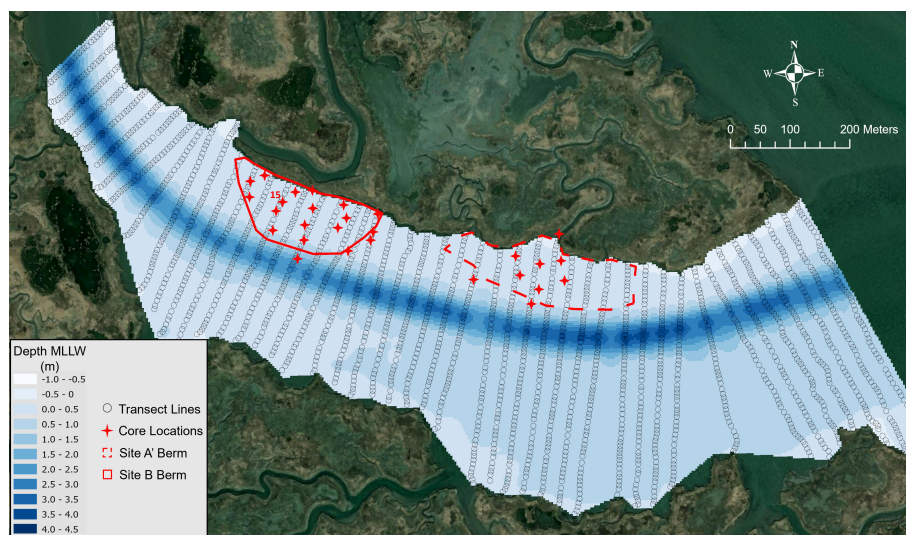 N
W E
S
0 50 100 200 Meters
15
Depth MLLW
(m)
-1.0 - -0.5
-0.5 - 0
0.0 - 0.5
0.5 - 1.0
1.0 - 1.5
1.5 - 2.0
2.0 - 2.5
2.5 - 3.0
3.0 - 3.5
3.5 - 4.0
4.0 - 4.5
Transect Lines
Core Locations
Site A' Berm
Site B Berm